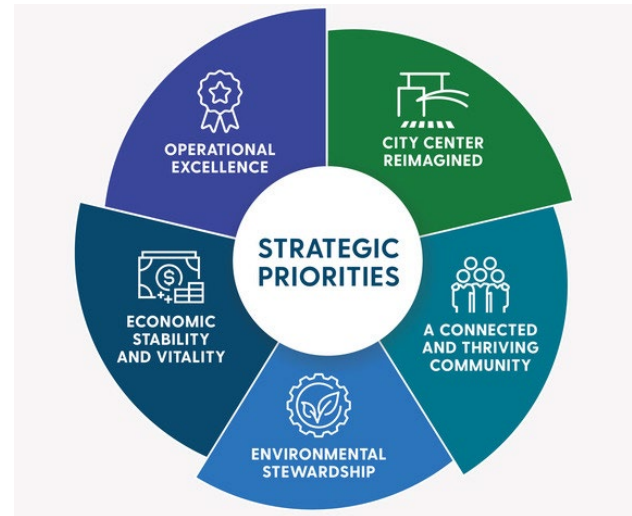 STRATEGIC
PRIORITIES
CITY CENTER
REIMAGINED
A CONNECTED
AND THRIVING
COMMUNITY
ENVIRONMENTAL
STEWARDSHIP
ECONOMIC
STABILITY
AND VITALITY
OPERATIONAL
EXCELLENCE
$